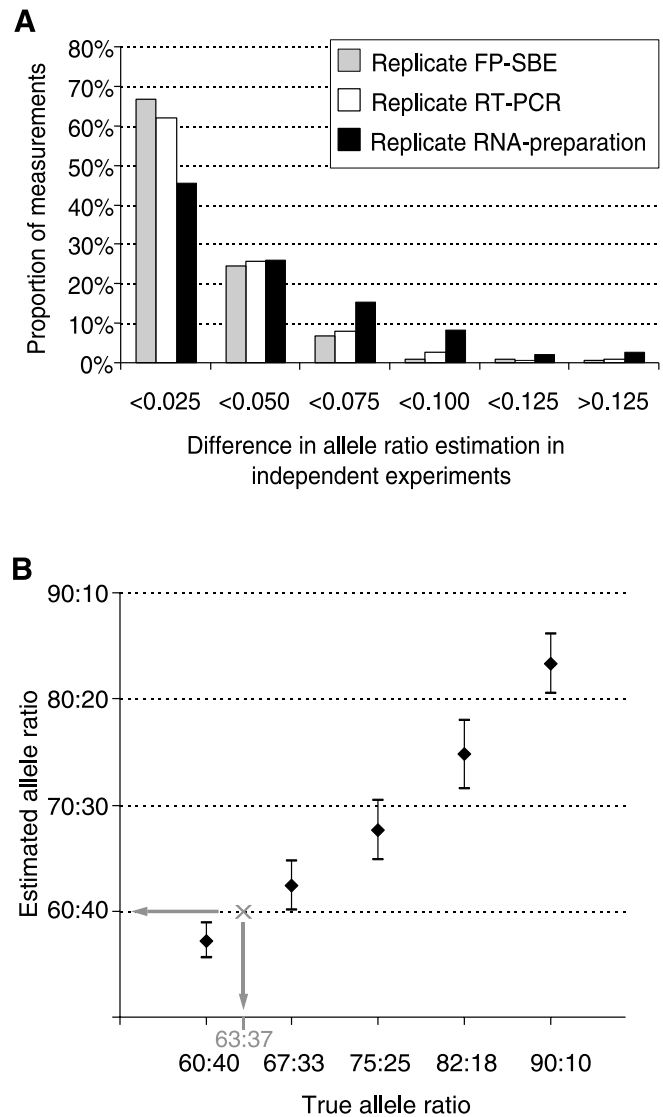 A
80%
70%
60%
50%
40%
30%
20%
10%
0%
Proportion of measurements
Replicate FP-SBE
Replicate RT-PCR
Replicate RNA-preparation
<0.025 <0.050 <0.075 <0.100 <0.125 >0.125
Difference in allele ratio estimation in
independent experiments
B
90:10
80:20
70:30
60:40
Estimated allele ratio
63:37
60:40 67:33 75:25 82:18 90:10
True allele ratio